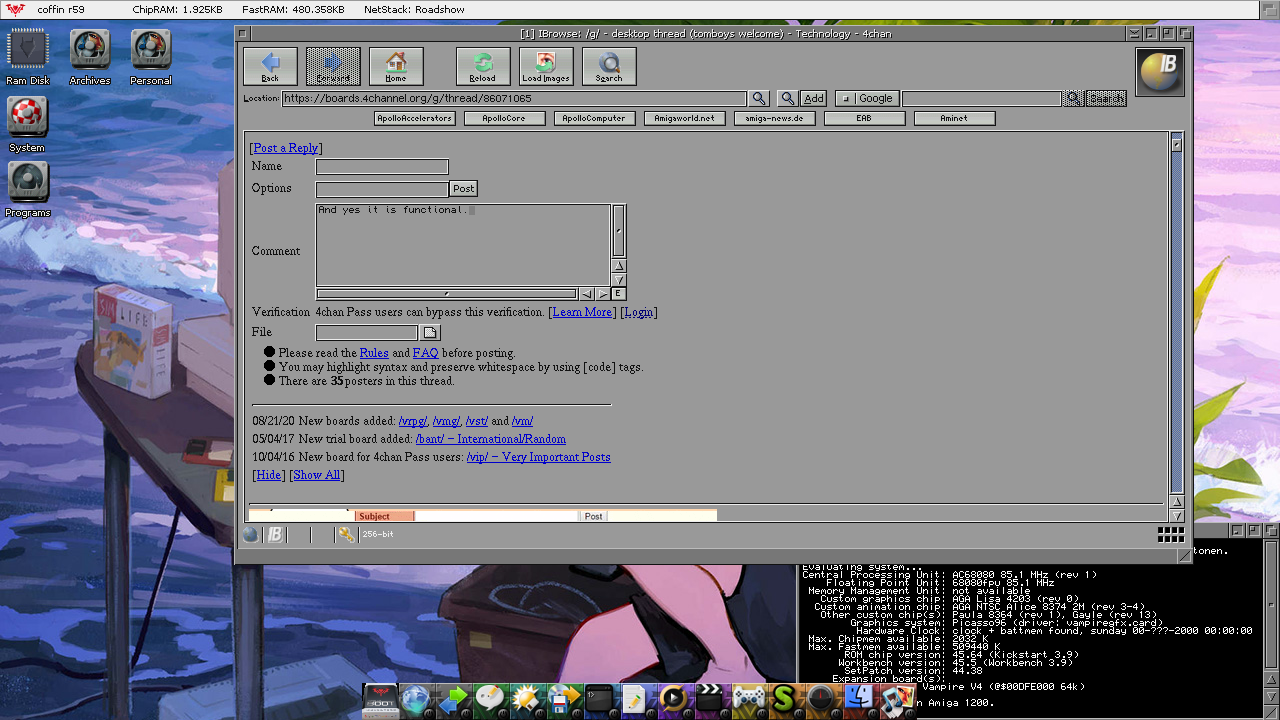 coffin r59 ChipRAM: 1.925KB FastRAM: 480.358KB NetStack: Roadshow
[1] IBrowse: /g/ - desktop thread (tomboys welcome) - Technology - 4chan
Ram Disk Archives Personal
System
Programs
Back Forward Home Reload Load Images Search
Location: https://boards.4channel.org/g/thread/86071065 Add Google
ApolloAccelerators ApolloCore ApolloComputer Amigaworld.net amiga-news.de EAB Aminet
[Post a Reply]
Name
Options Post
And yes it is functional.
Comment
E
Verification 4chan Pass users can bypass this verification. [Learn More] [Login]
File
Please read the Rules and FAQ before posting.
You may highlight syntax and preserve whitespace by using [code] tags.
There are 35 posters in this thread.
08/21/20 New boards added: /vrpg/, /vmg/, /vst/ and /vm/
05/04/17 New trial board added: /bant/ – International/Random
10/04/16 New board for 4chan Pass users: /vip/ – Very Important Posts
[Hide] [Show All]
Subject Post
IB 256-bit
SIM
LIFE
tonen.
Evaluating system...
Central Processing Unit: AC68080 85.1 MHz (rev 1)
Floating Point Unit: 68080fpu 85.1 MHz
Memory Management Unit: not available
Custom graphics chip: AGA Lisa 4203 (rev 0)
Custom animation chip: AGA NTSC Alice 8374 2M (rev 3-4)
Other custom chip(s): Paula 8364 (rev 1), Gayle (rev 13)
Graphics system: Picasso96 (driver: vampiregfx.card)
Hardware Clock: clock + battmem found, sunday 00-???-2000 00:00:00
Max. Chipmem available: 2032 K
Max. Fastmem available: 509440 K
ROM chip version: 45.64 (Kickstart 3.9)
Workbench version: 45.5 (Workbench 3.9)
SetPatch version: 44.38
Expansion board(s):
Vampire V4 (@$00DFE000 64k)
n Amiga 1200.